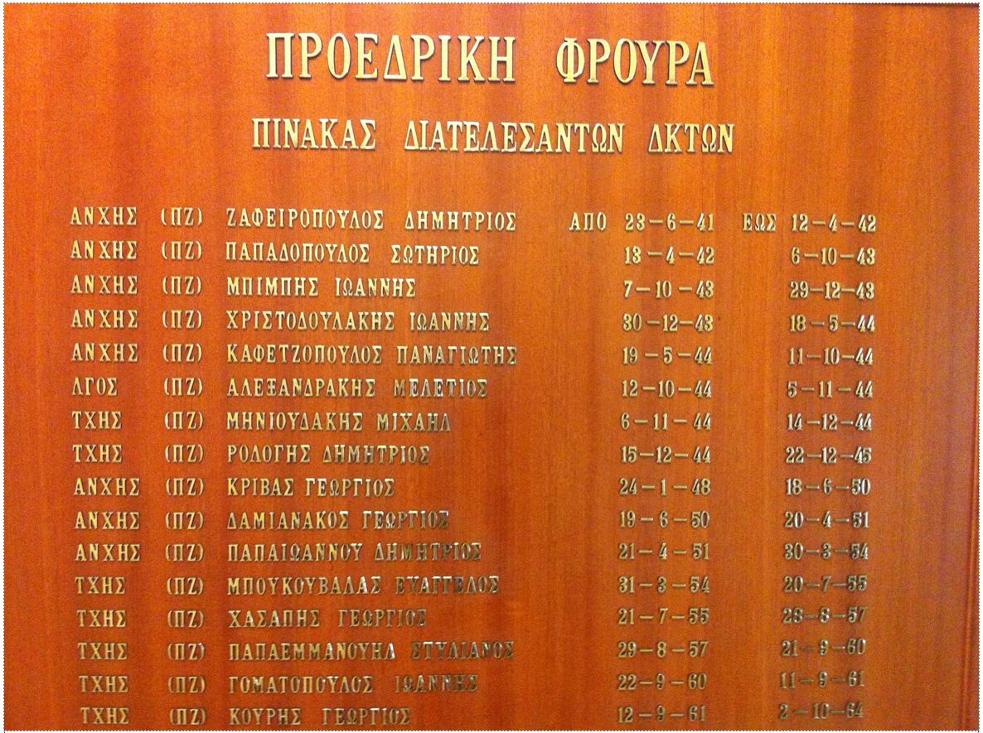 ΠΡΟΕΔΡΙΚΗ ΦΡΟΥΡΑ
ΠΙΝΑΚΑΣ ΔΙΑΤΕΛΕΣΑΝΤΩΝ ΔΚΤΩΝ
ΑΝΧΗΣ (ΠΖ) ΖΑΦΕΙΡΟΠΟΥΛΟΣ ΔΗΜΗΤΡΙΟΣ ΑΠΟ 23-6-41 ΕΩΣ 12-4-42
ΑΝΧΗΣ (ΠΖ) ΠΑΠΑΔΟΠΟΥΛΟΣ ΣΩΤΗΡΙΟΣ 13-4-42 6-10-43
ΑΝΧΗΣ (ΠΖ) ΜΠΙΜΠΗΣ ΙΩΑΝΝΗΣ 7-10-43 29-12-43
ΑΝΧΗΣ (ΠΖ) ΧΡΙΣΤΟΔΟΥΛΑΚΗΣ ΙΩΑΝΝΗΣ 30-12-43 18-5-44
ΑΝΧΗΣ (ΠΖ) ΚΑΦΕΤΖΟΠΟΥΛΟΣ ΠΑΝΑΓΙΩΤΗΣ 19-5-44 11-10-44
ΛΓΟΣ (ΠΖ) ΑΛΕΞΑΝΔΡΑΚΗΣ ΜΕΛΕΤΙΟΣ 12-10-44 5-11-44
ΤΧΗΣ (ΠΖ) ΜΗΝΙΟΥΔΑΚΗΣ ΜΙΧΑΗΛ 6-11-44 14-12-44
ΤΧΗΣ (ΠΖ) ΡΟΛΟΓΗΣ ΔΗΜΗΤΡΙΟΣ 15-12-44 22-12-45
ΑΝΧΗΣ (ΠΖ) ΚΡΙΒΑΣ ΓΕΩΡΓΙΟΣ 24-1-48 18-6-50
ΑΝΧΗΣ (ΠΖ) ΔΑΜΙΑΝΑΚΟΣ ΓΕΩΡΓΙΟΣ 19-6-50 20-4-51
ΑΝΧΗΣ (ΠΖ) ΠΑΠΑΙΩΑΝΝΟΥ ΔΗΜΗΤΡΙΟΣ 21-4-51 30-3-54
ΤΧΗΣ (ΠΖ) ΜΠΟΥΚΟΥΒΑΛΑΣ ΕΥΑΓΓΕΛΟΣ 31-3-54 20-7-55
ΤΧΗΣ (ΠΖ) ΧΑΣΑΠΗΣ ΓΕΩΡΓΙΟΣ 21-7-55 28-8-57
ΤΧΗΣ (ΠΖ) ΠΑΠΑΕΜΜΑΝΟΥΗΛ ΣΤΥΛΙΑΝΟΣ 29-8-57 21-9-60
ΤΧΗΣ (ΠΖ) ΓΟΜΑΤΟΠΟΥΛΟΣ ΙΩΑΝΝΗΣ 22-9-60 11-9-61
ΤΧΗΣ (ΠΖ) ΚΟΥΡΗΣ ΓΕΩΡΓΙΟΣ 12-9-61 2-10-64